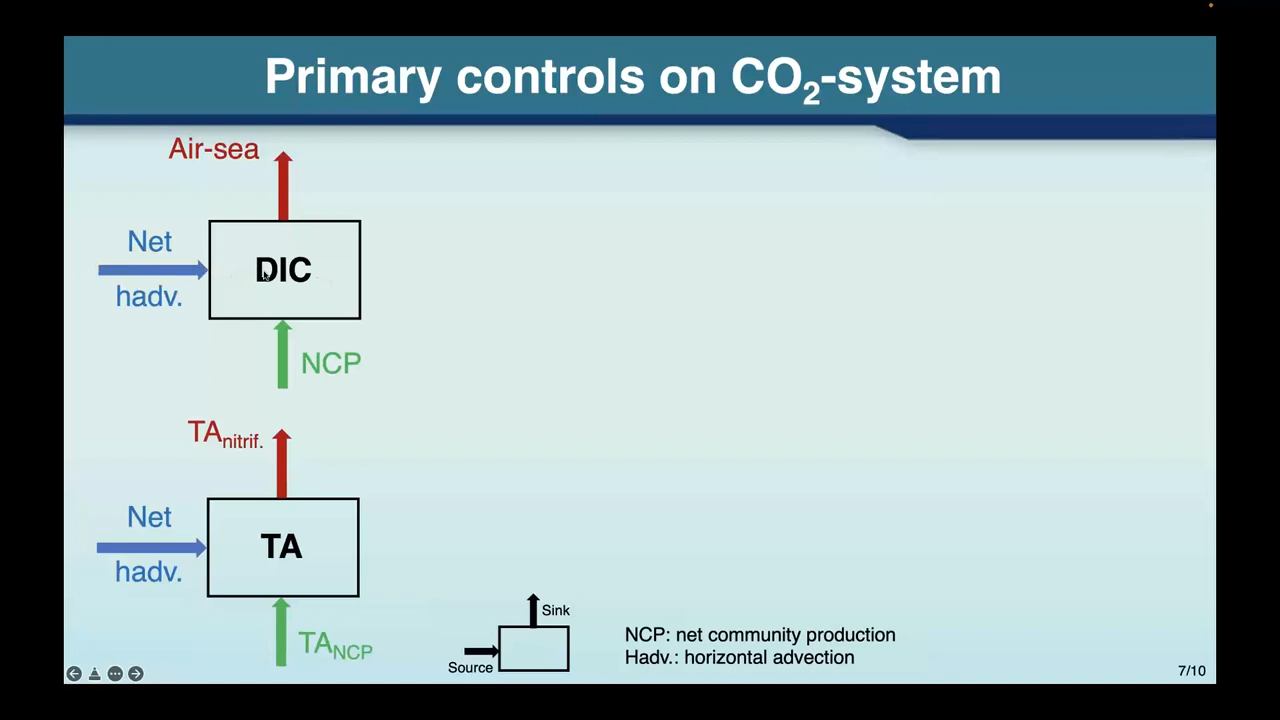 Primary controls on CO2-system
Air-sea
Net
hadv.
DIC
NCP
TAnitrif.
Net
hadv.
TA
TANCP
Sink
Source
NCP: net community production
Hadv.: horizontal advection
7/10